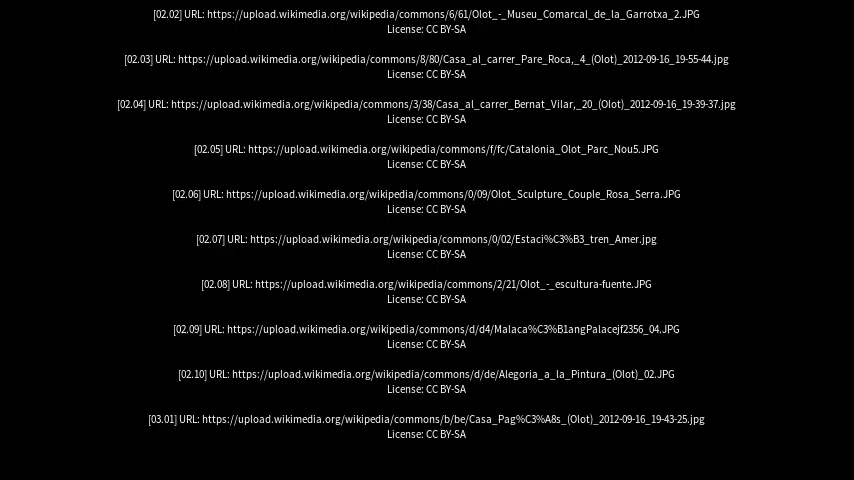 [02.02] URL: https://upload.wikimedia.org/wikipedia/commons/6/61/Olot_-_Museu_Comarcal_de_la_Garrotxa_2.JPG
License: CC BY-SA
[02.03] URL: https://upload.wikimedia.org/wikipedia/commons/8/80/Casa_al_carrer_Pare_Roca,_4_(Olot)_2012-09-16_19-55-44.jpg
License: CC BY-SA
[02.04] URL: https://upload.wikimedia.org/wikipedia/commons/3/38/Casa_al_carrer_Bernat_Vilar,_20_(Olot)_2012-09-16_19-39-37.jpg
License: CC BY-SA
[02.05] URL: https://upload.wikimedia.org/wikipedia/commons/f/fc/Catalonia_Olot_Parc_Nou5.JPG
License: CC BY-SA
[02.06] URL: https://upload.wikimedia.org/wikipedia/commons/0/09/Olot_Sculpture_Couple_Rosa_Serra.JPG
License: CC BY-SA
[02.07] URL: https://upload.wikimedia.org/wikipedia/commons/0/02/Estaci%C3%B3_tren_Amer.jpg
License: CC BY-SA
[02.08] URL: https://upload.wikimedia.org/wikipedia/commons/2/21/Olot_-_escultura-fuente.JPG
License: CC BY-SA
[02.09] URL: https://upload.wikimedia.org/wikipedia/commons/d/d4/Malaca%C3%B1angPalacejf2356_04.JPG
License: CC BY-SA
[02.10] URL: https://upload.wikimedia.org/wikipedia/commons/d/de/Alegoria_a_la_Pintura_(Olot)_02.JPG
License: CC BY-SA
[03.01] URL: https://upload.wikimedia.org/wikipedia/commons/b/be/Casa_Pag%C3%A8s_(Olot)_2012-09-16_19-43-25.jpg
License: CC BY-SA